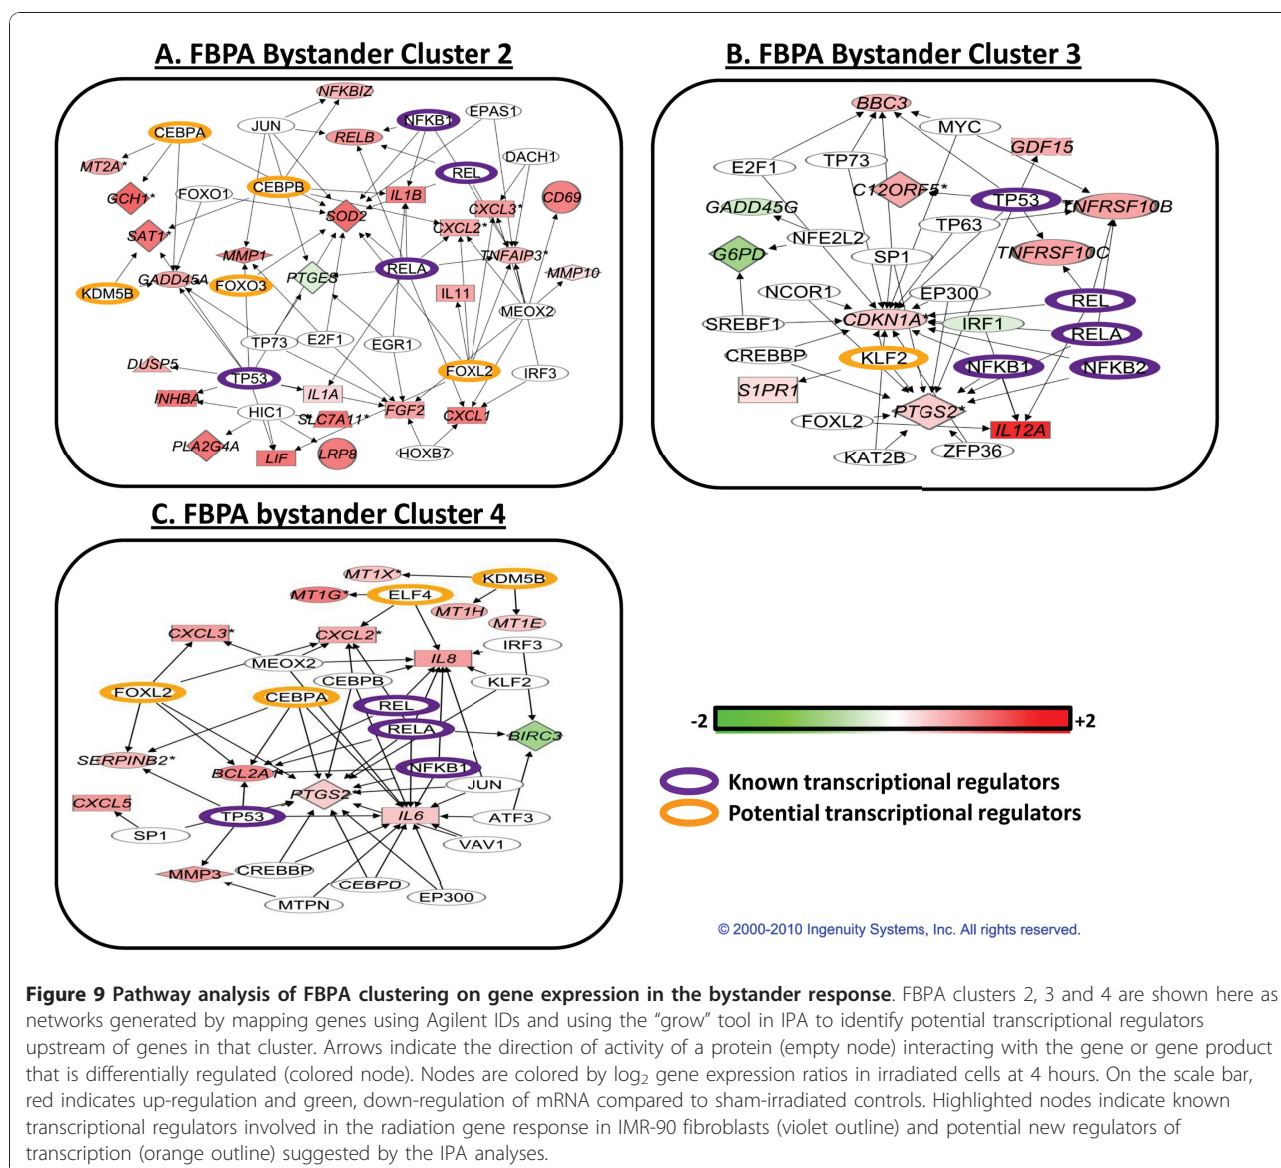 A. FBPA Bystander Cluster 2
NFKBIZ
CEBPA
JUN
NFKB1
EPAS1
RELB
MT2A*
DACH1
REL
GCH1*
FOXO1
CEBPB
IL1B
CD69
SOD2
CXCL3*
CXCL2*
SAT1*
MMP1
TNFAIP3*
PTGES
RELA
MMP10
GADD45A
KDM5B
FOXO3
IL11
MEOX2
TP73
E2F1
EGR1
DUSP5
TP53
FOXL2
IRF3
INHBA
IL1A
HIC1
SLC7A11*
FGF2
CXCL1
PLA2G4A
LIF
LRP8
HOXB7
B. FBPA Bystander Cluster 3
BBC3
MYC
GDF15
E2F1
TP73
C12ORF5*
TP53
GADD45G
TNFRSF10B
TP63
NFE2L2
G6PD
SP1
TNFRSF10C
NCOR1
EP300
REL
SREBF1
CDKN1A*
IRF1
RELA
CREBBP
KLF2
NFKB1
NFKB2
S1PR1
PTGS2*
FOXL2
IL12A
KAT2B
ZFP36
C. FBPA bystander Cluster 4
MT1X*
KDM5B
MT1G*
ELF4
MT1H
MT1E
CXCL3*
CXCL2*
IRF3
MEOX2
IL8
CEBPB
KLF2
FOXL2
CEBPA
REL
RELA
BIRC3
SERPINB2*
BCL2A1
NFKB1
PTGS2
JUN
CXCL5
TP53
IL6
ATF3
SP1
VAV1
MMP3
CREBBP
CEBPD
EP300
MTPN
-2
+2
Known transcriptional regulators
Potential transcriptional regulators
© 2000-2010 Ingenuity Systems, Inc. All rights reserved.
Figure 9 Pathway analysis of FBPA clustering on gene expression in the bystander response. FBPA clusters 2, 3 and 4 are shown here as
networks generated by mapping genes using Agilent IDs and using the “grow” tool in IPA to identify potential transcriptional regulators
upstream of genes in that cluster. Arrows indicate the direction of activity of a protein (empty node) interacting with the gene or gene product
that is differentially regulated (colored node). Nodes are colored by log₂ gene expression ratios in irradiated cells at 4 hours. On the scale bar,
red indicates up-regulation and green, down-regulation of mRNA compared to sham-irradiated controls. Highlighted nodes indicate known
transcriptional regulators involved in the radiation gene response in IMR-90 fibroblasts (violet outline) and potential new regulators of
transcription (orange outline) suggested by the IPA analyses.